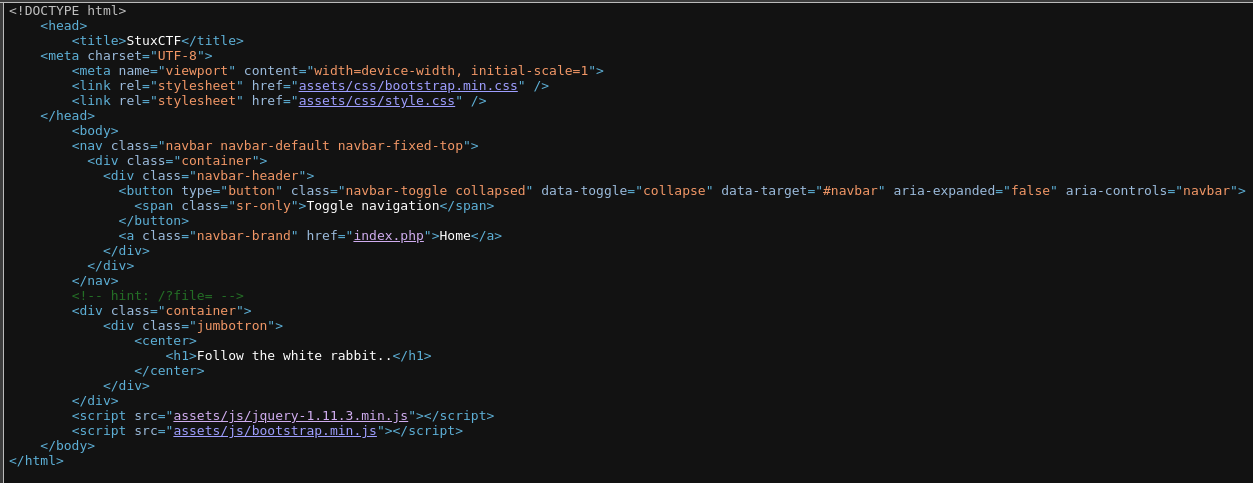 <!DOCTYPE html>
    <head>
        <title>StuxCTF</title>
    <meta charset="UTF-8">
        <meta name="viewport" content="width=device-width, initial-scale=1">
        <link rel="stylesheet" href="assets/css/bootstrap.min.css" />
        <link rel="stylesheet" href="assets/css/style.css" />
    </head>
        <body>
        <nav class="navbar navbar-default navbar-fixed-top">
          <div class="container">
            <div class="navbar-header">
              <button type="button" class="navbar-toggle collapsed" data-toggle="collapse" data-target="#navbar" aria-expanded="false" aria-controls="navbar">
                <span class="sr-only">Toggle navigation</span>
              </button>
              <a class="navbar-brand" href="index.php">Home</a>
            </div>
          </div>
        </nav>
        <!-- hint: /?file= -->
        <div class="container">
            <div class="jumbotron">
                <center>
                    <h1>Follow the white rabbit..</h1>
                </center>
            </div>
        </div>
        <script src="assets/js/jquery-1.11.3.min.js"></script>
        <script src="assets/js/bootstrap.min.js"></script>
    </body>
</html>